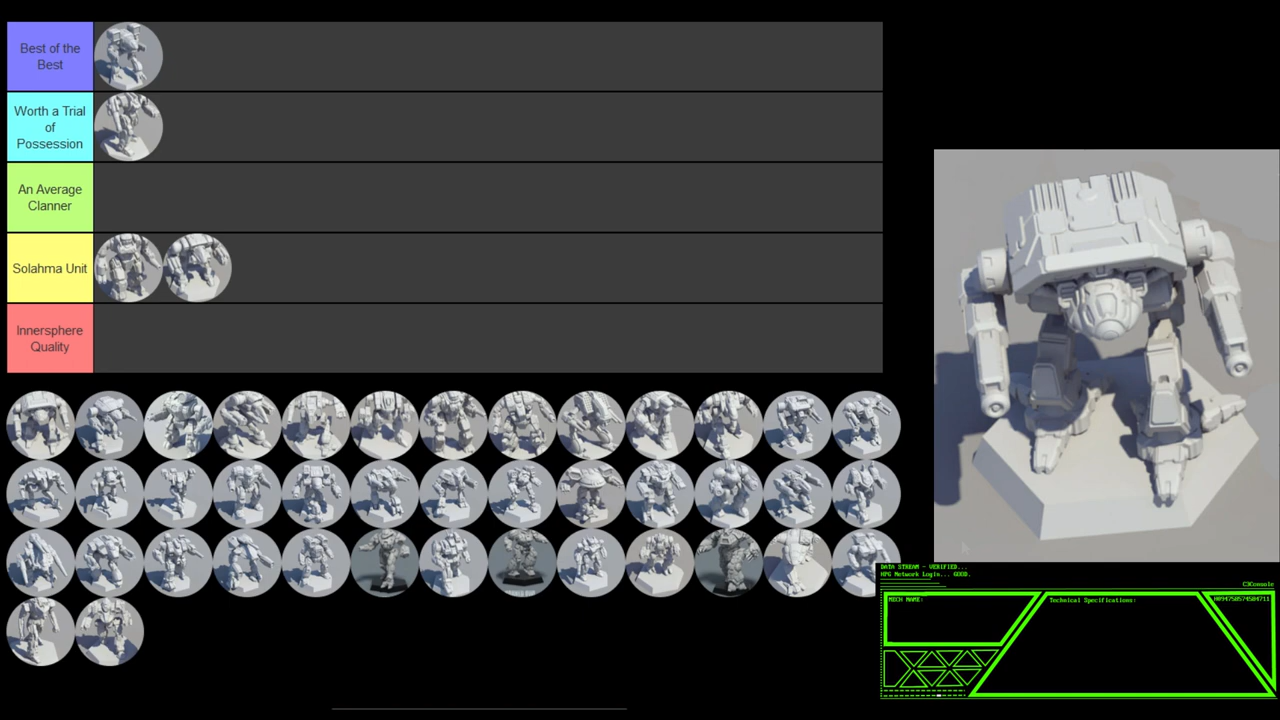 Best of the
Best
Worth a Trial
of
Possession
An Average
Clanner
Solahma Unit
Innersphere
Quality
DATA STREAM - VERIFIED...
HPG Network Login... GOOD.
C3Console
MECH NAME:
Technical Specifications: